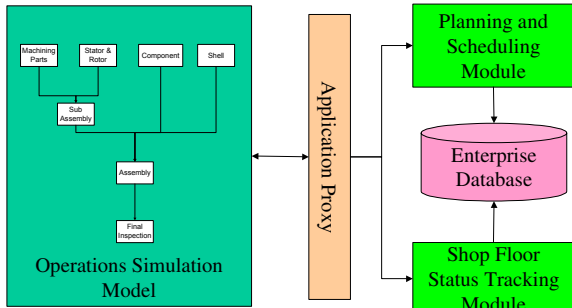 Machining
Parts
Stator &
Rotor
Component
Shell
Sub
Assembly
Assembly
Final
Inspection
Operations Simulation
Model
Application Proxy
Planning and
Scheduling
Module
Enterprise
Database
Shop Floor
Status Tracking
Module